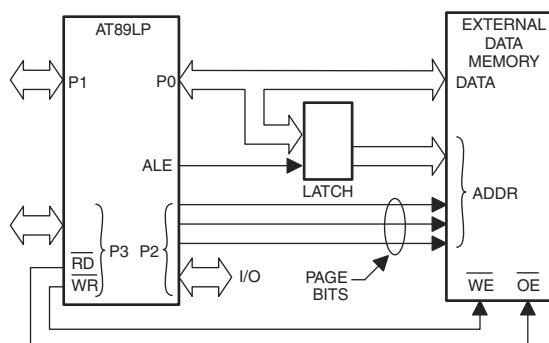 AT89LP
EXTERNAL
DATA
MEMORY
P1
P0
DATA
ALE
LATCH
ADDR
P3
P2
RD
WR
I/O
PAGE
BITS
WE
OE